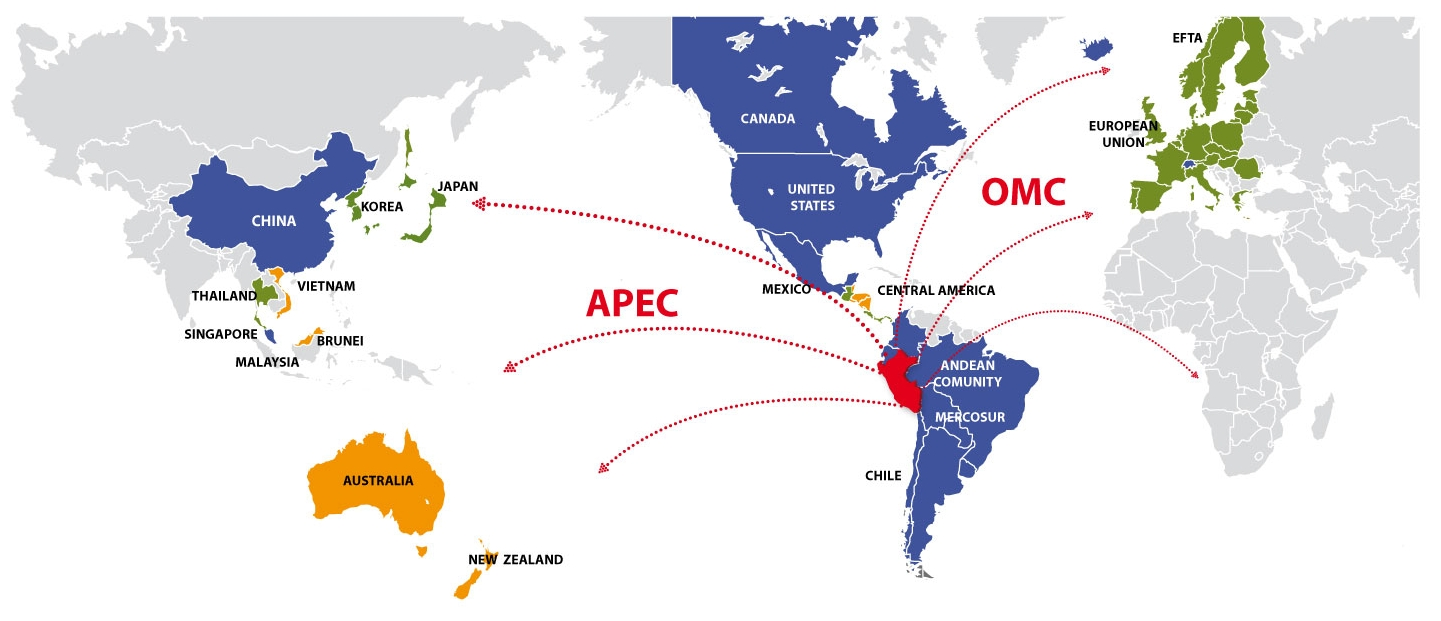 EFTA
CANADA
EUROPEAN
UNION
JAPAN
KOREA
UNITED
STATES
OMC
CHINA
VIETNAM
THAILAND
MEXICO
CENTRAL AMERICA
APEC
SINGAPORE
BRUNEI
MALAYSIA
ANDEAN
COMUNITY
MERCOSUR
CHILE
AUSTRALIA
NEW ZEALAND